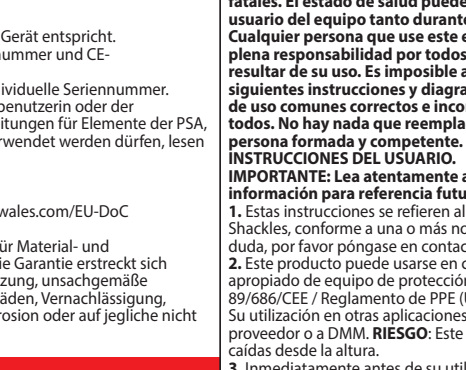 Gerät entspricht.
nummer und CE-
ividuelle Seriennummer.
benutzerin oder der
eitungen für Elemente der PSA,
rwendet werden dürfen, lesen
wales.com/EU-DoC
ür Material- und
ie Garantie erstreckt sich
zung, unsachgemäße
äden, Vernachlässigung,
rosion oder auf jegliche nicht
fatales. El estado de salud puede
usuario del equipo tanto durante
Cualquier persona que use este e
plena responsabilidad por todos
resultar de su uso. Es imposible a
siguientes instrucciones y diagra
de uso comunes correctos e inco
todos. No hay nada que reempla
persona formada y competente.
INSTRUCCIONES DEL USUARIO.
IMPORTANTE: Lea atentamente a
información para referencia futu
1. Estas instrucciones se refieren al
Shackles, conforme a una o más no
duda, por favor póngase en contac
2. Este producto puede usarse en c
apropiado de equipo de protección
89/686/CEE / Reglamento de PPE (U
Su utilización en otras aplicaciones
proveedor o a DMM. RIESGO: Este
caídas desde la altura.
3. Inmediatamente antes de su util